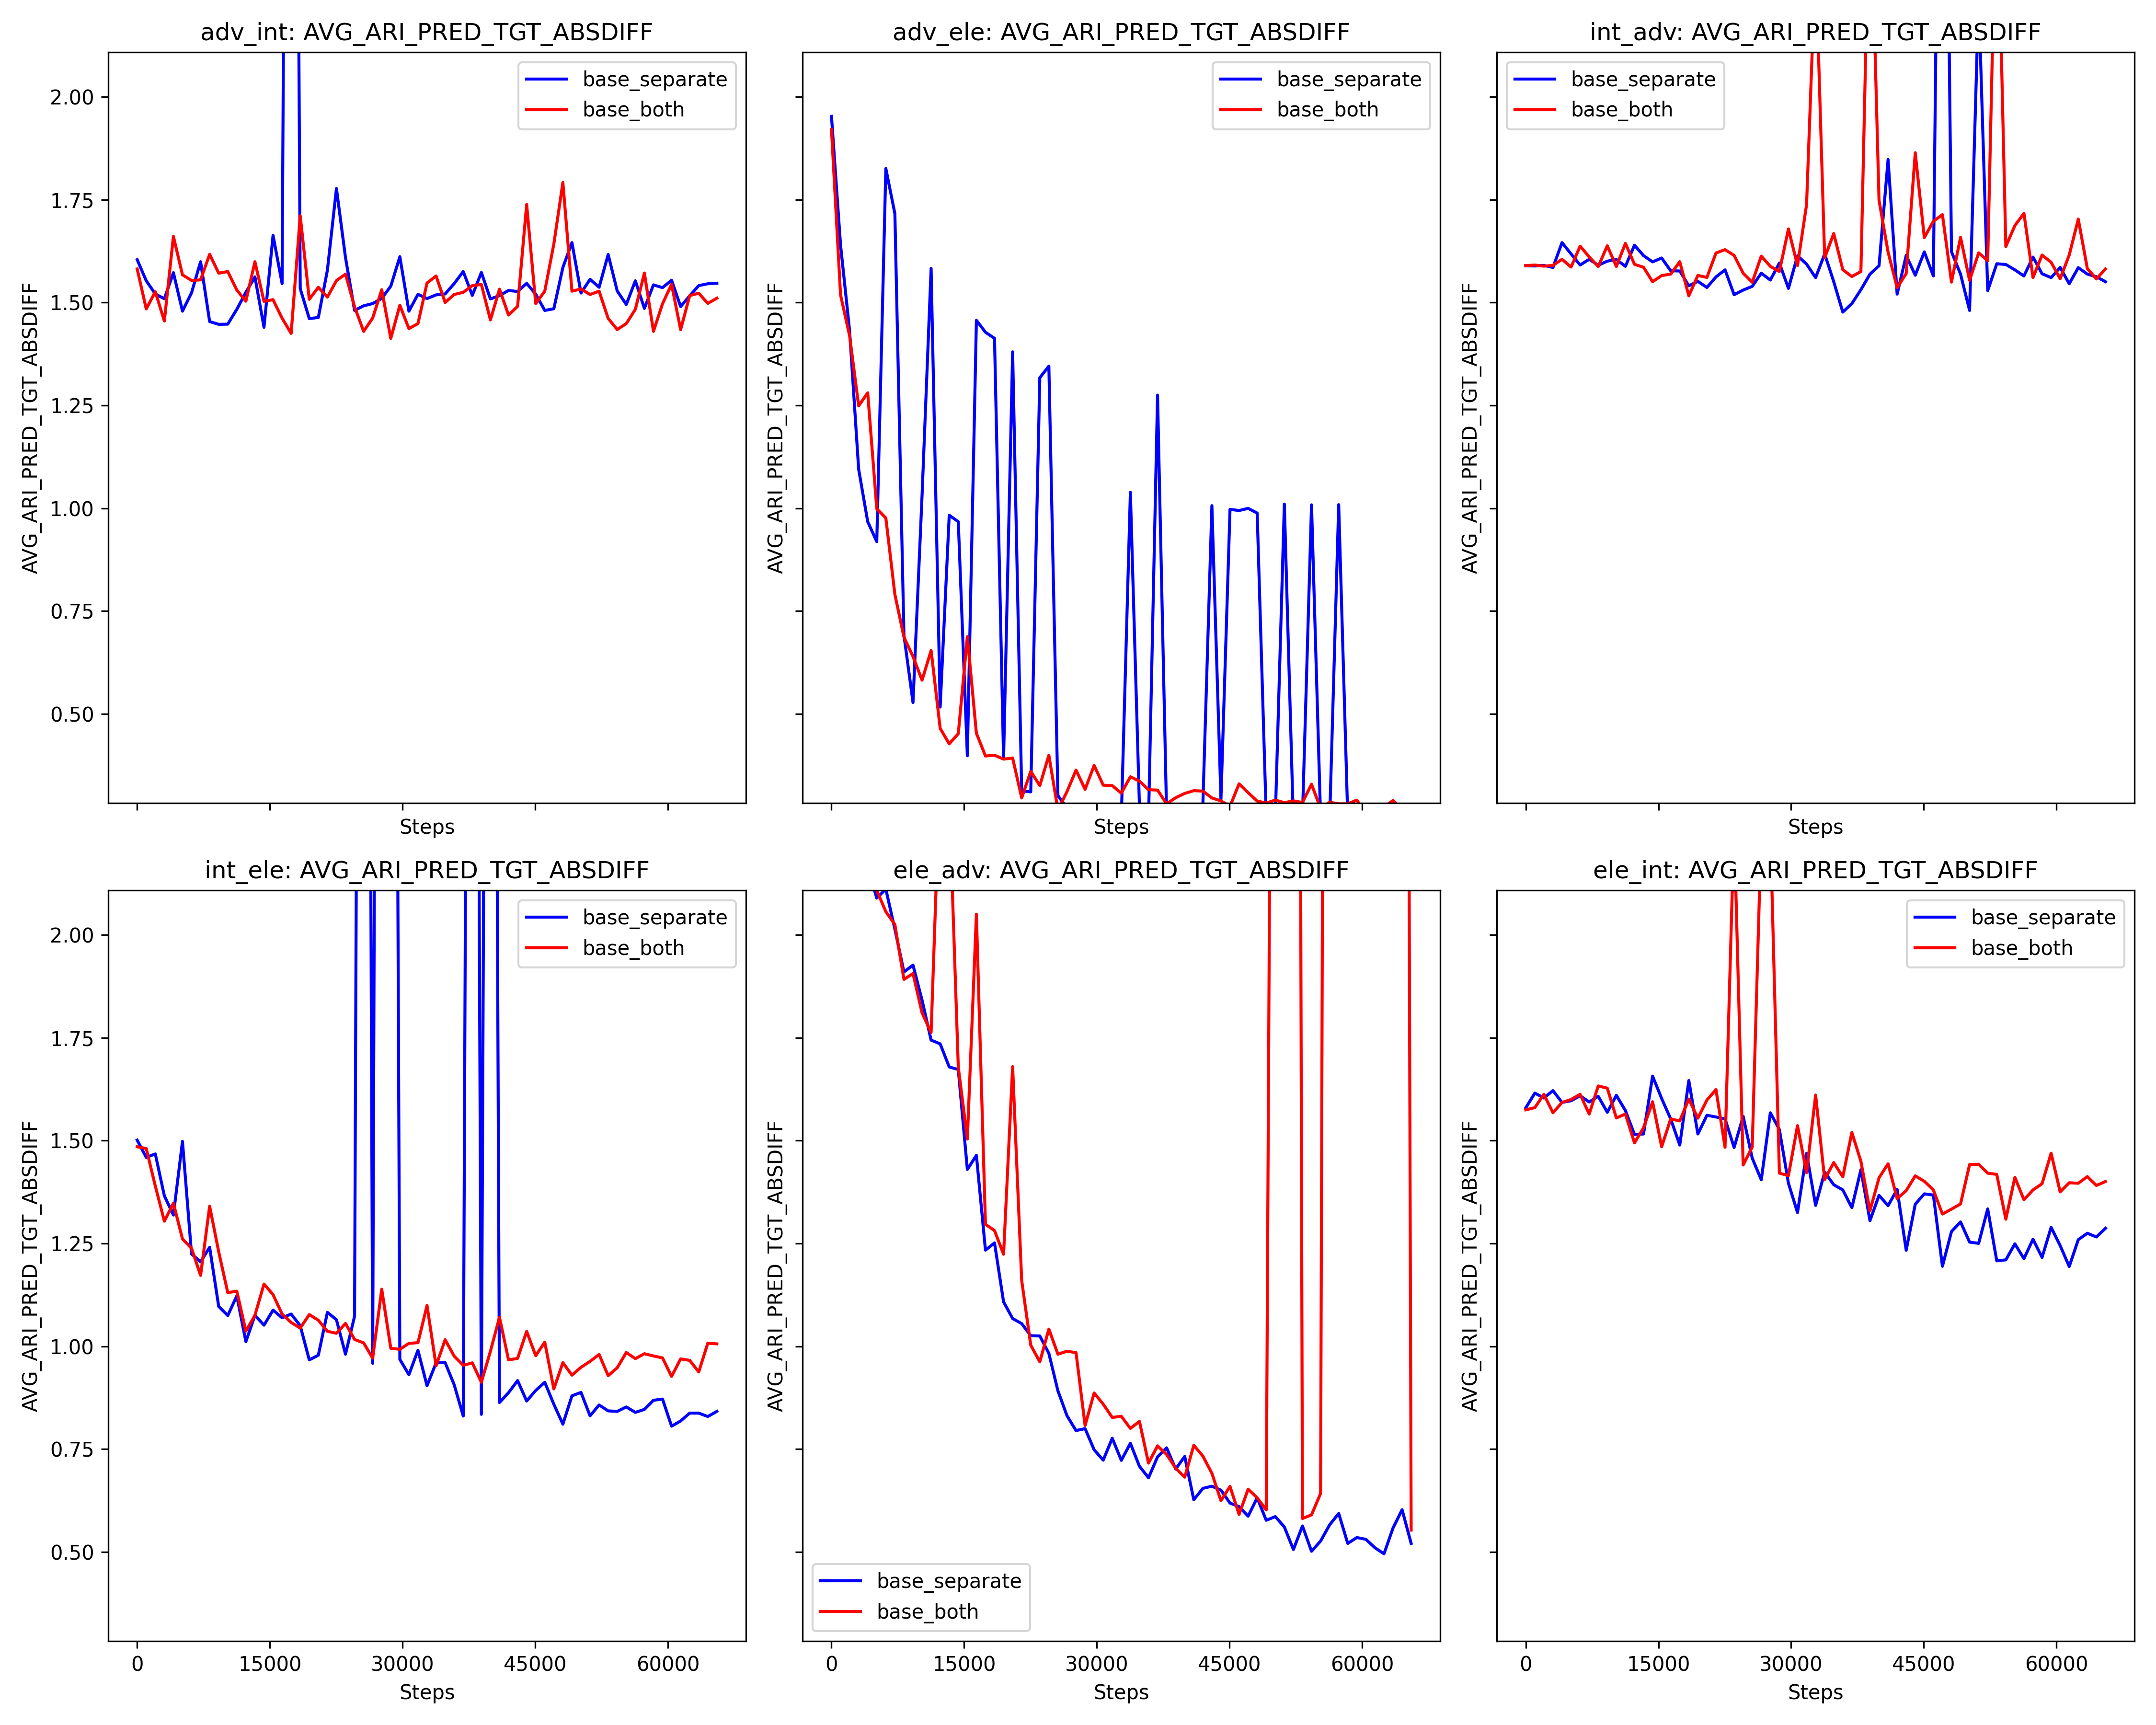 adv_int: AVG_ARI_PRED_TGT_ABSDIFF
AVG_ARI_PRED_TGT_ABSDIFF
2.00
1.75
1.50
1.25
1.00
0.75
0.50
base_separate
base_both
Steps
adv_ele: AVG_ARI_PRED_TGT_ABSDIFF
AVG_ARI_PRED_TGT_ABSDIFF
base_separate
base_both
Steps
int_adv: AVG_ARI_PRED_TGT_ABSDIFF
AVG_ARI_PRED_TGT_ABSDIFF
base_separate
base_both
Steps
int_ele: AVG_ARI_PRED_TGT_ABSDIFF
AVG_ARI_PRED_TGT_ABSDIFF
2.00
1.75
1.50
1.25
1.00
0.75
0.50
base_separate
base_both
0 15000 30000 45000 60000
Steps
ele_adv: AVG_ARI_PRED_TGT_ABSDIFF
AVG_ARI_PRED_TGT_ABSDIFF
base_separate
base_both
0 15000 30000 45000 60000
Steps
ele_int: AVG_ARI_PRED_TGT_ABSDIFF
AVG_ARI_PRED_TGT_ABSDIFF
base_separate
base_both
0 15000 30000 45000 60000
Steps